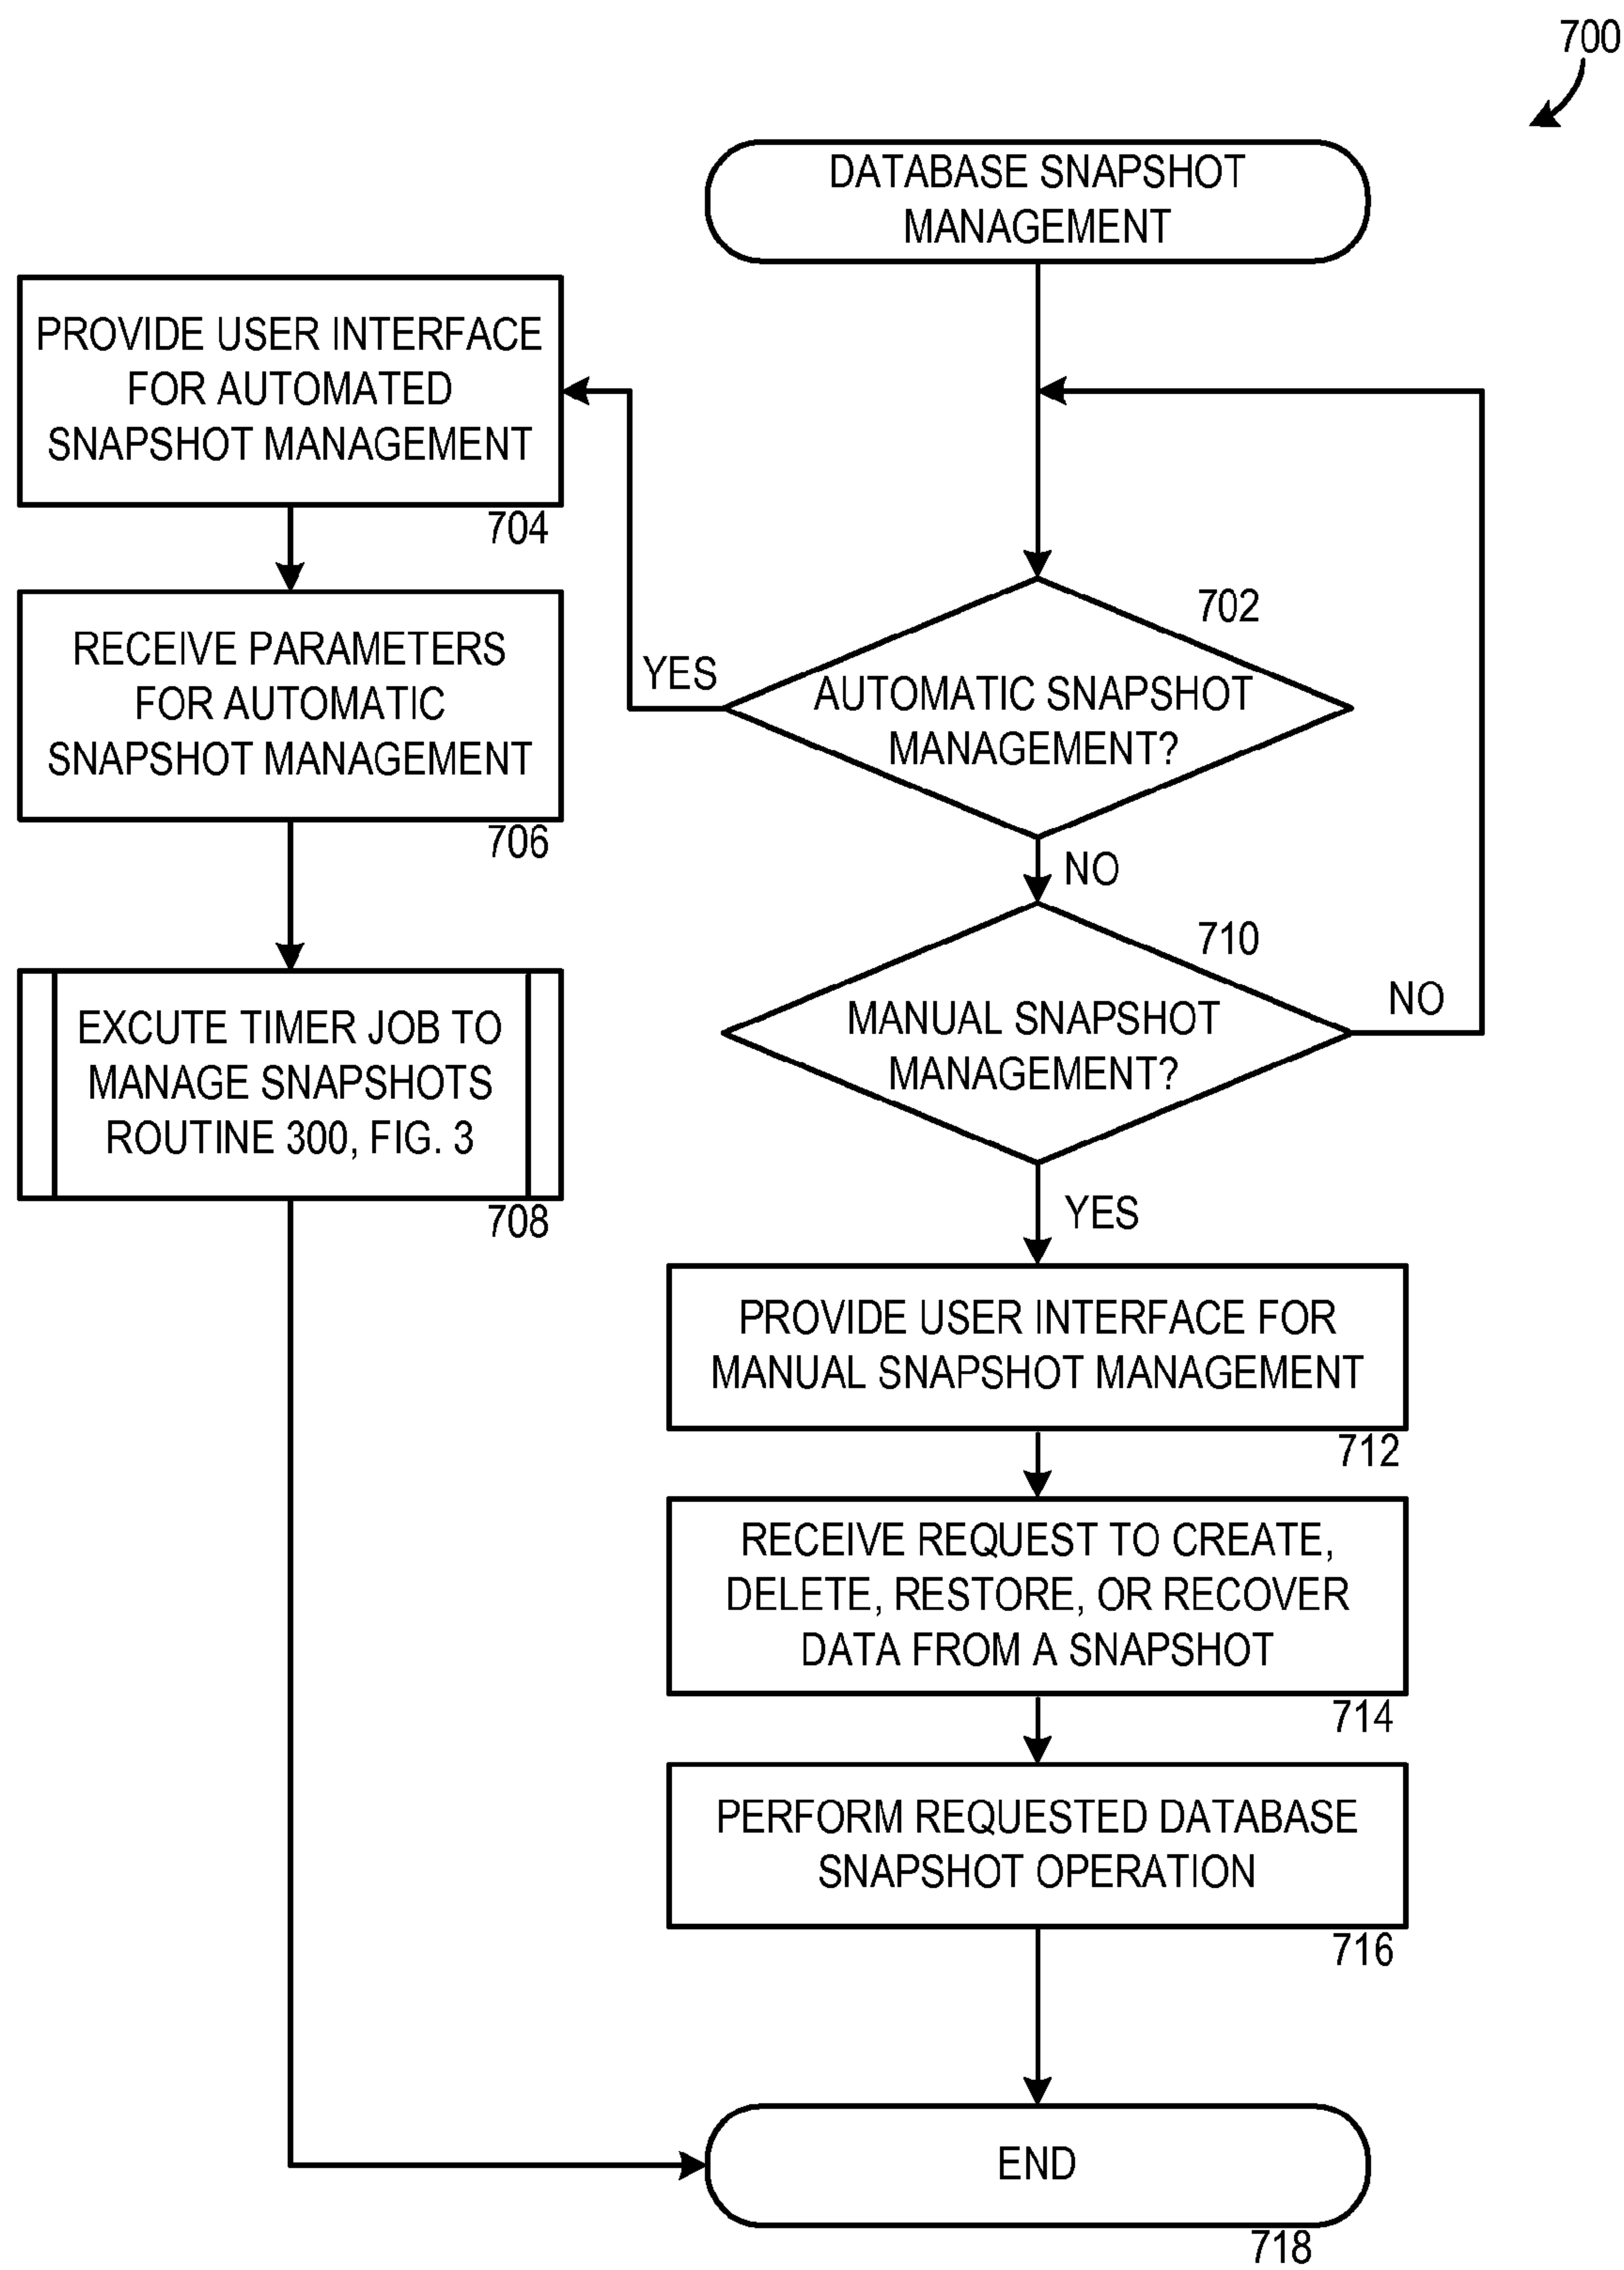 700
DATABASE SNAPSHOT
MANAGEMENT
PROVIDE USER INTERFACE
FOR AUTOMATED
SNAPSHOT MANAGEMENT
704
RECEIVE PARAMETERS
FOR AUTOMATIC
SNAPSHOT MANAGEMENT
706
EXCUTE TIMER JOB TO
MANAGE SNAPSHOTS
ROUTINE 300, FIG. 3
708
702
YES
AUTOMATIC SNAPSHOT
MANAGEMENT?
NO
710
MANUAL SNAPSHOT
MANAGEMENT?
NO
YES
PROVIDE USER INTERFACE FOR
MANUAL SNAPSHOT MANAGEMENT
712
RECEIVE REQUEST TO CREATE,
DELETE, RESTORE, OR RECOVER
DATA FROM A SNAPSHOT
714
PERFORM REQUESTED DATABASE
SNAPSHOT OPERATION
716
END
718